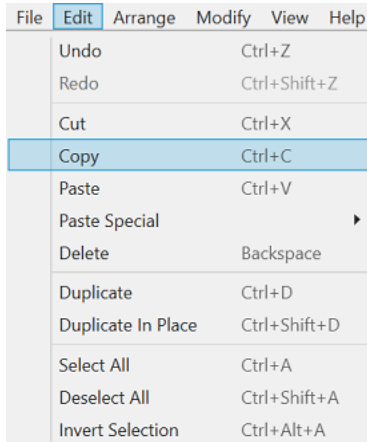 File Edit Arrange Modify View Help
Undo Ctrl+Z
Redo Ctrl+Shift+Z
Cut Ctrl+X
Copy Ctrl+C
Paste Ctrl+V
Paste Special
Delete Backspace
Duplicate Ctrl+D
Duplicate In Place Ctrl+Shift+D
Select All Ctrl+A
Deselect All Ctrl+Shift+A
Invert Selection Ctrl+Alt+A